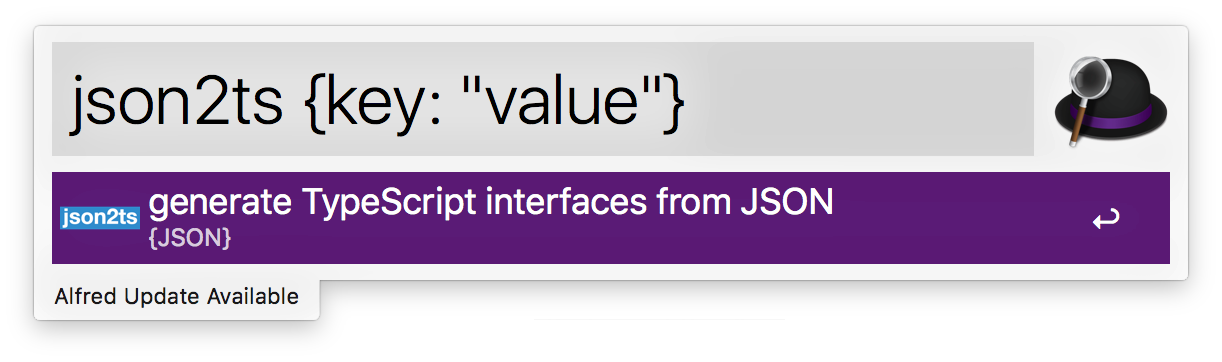 json2ts {key: "value"}
json2ts
generate TypeScript interfaces from JSON
{JSON}
Alfred Update Available